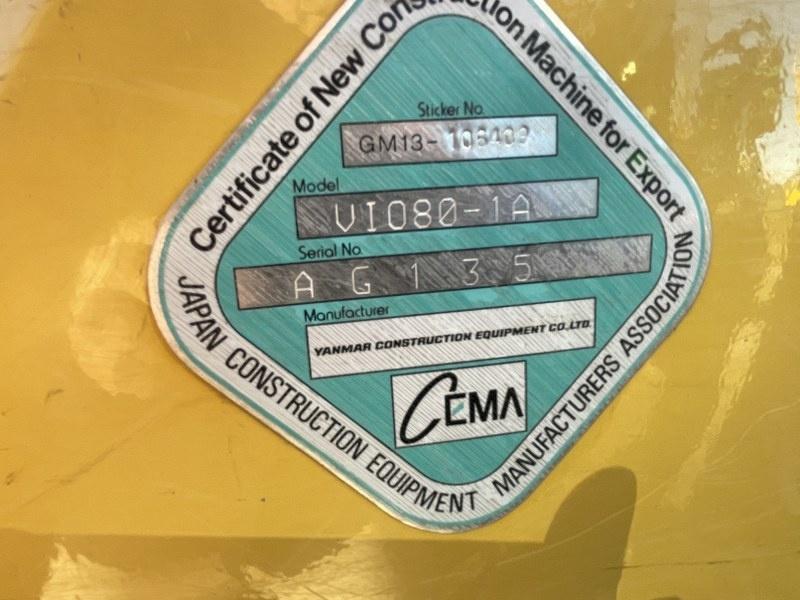 Certificate of New Construction Machine for Export
Sticker No.
GM13-106409
Model
VIO80-1A
Serial No.
AG135
Manufacturer
YANMAR CONSTRUCTION EQUIPMENT CO.,LTD.
CEMA
JAPAN CONSTRUCTION EQUIPMENT MANUFACTURERS ASSOCIATION